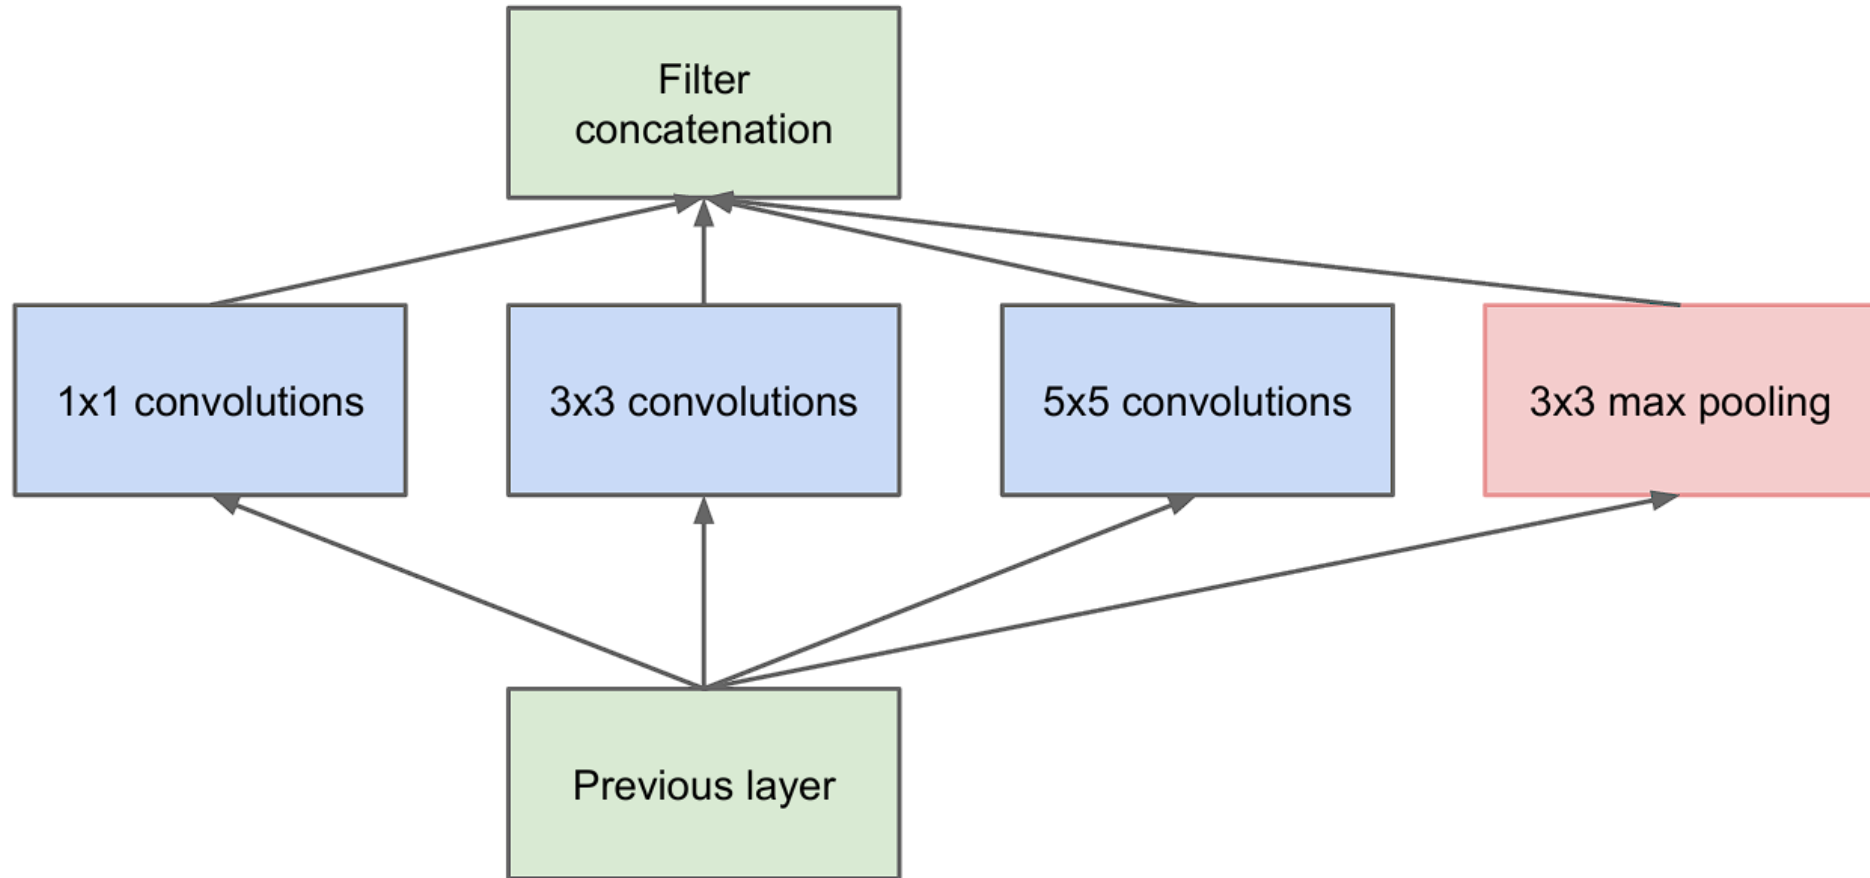 Filter
concatenation
1x1 convolutions
3x3 convolutions
5x5 convolutions
3x3 max pooling
Previous layer